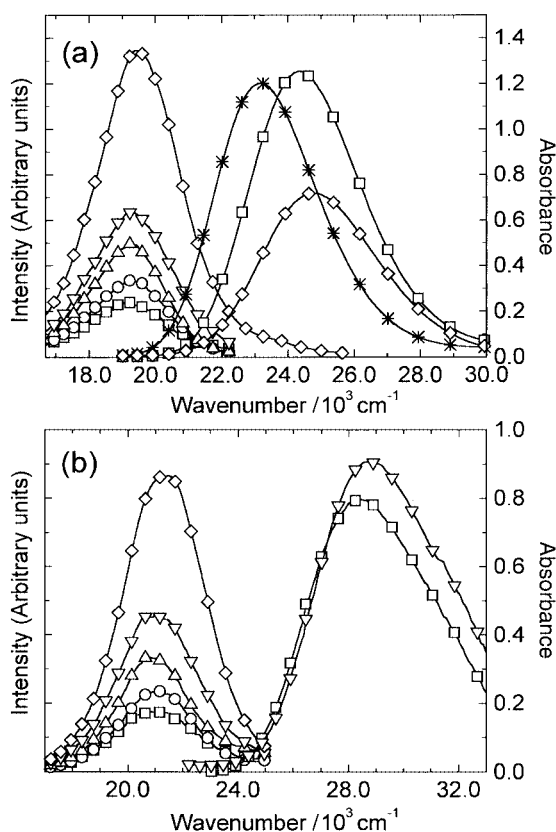 (a)
Intensity (Arbitrary units)
1.4
1.2
1.0
0.8
0.6
0.4
0.2
0.0
Absorbance
18.0 20.0 22.0 24.0 26.0 28.0 30.0
Wavenumber /10³ cm⁻¹
(b)
Intensity (Arbitrary units)
1.0
0.8
0.6
0.4
0.2
0.0
Absorbance
20.0 24.0 28.0 32.0
Wavenumber /10³ cm⁻¹